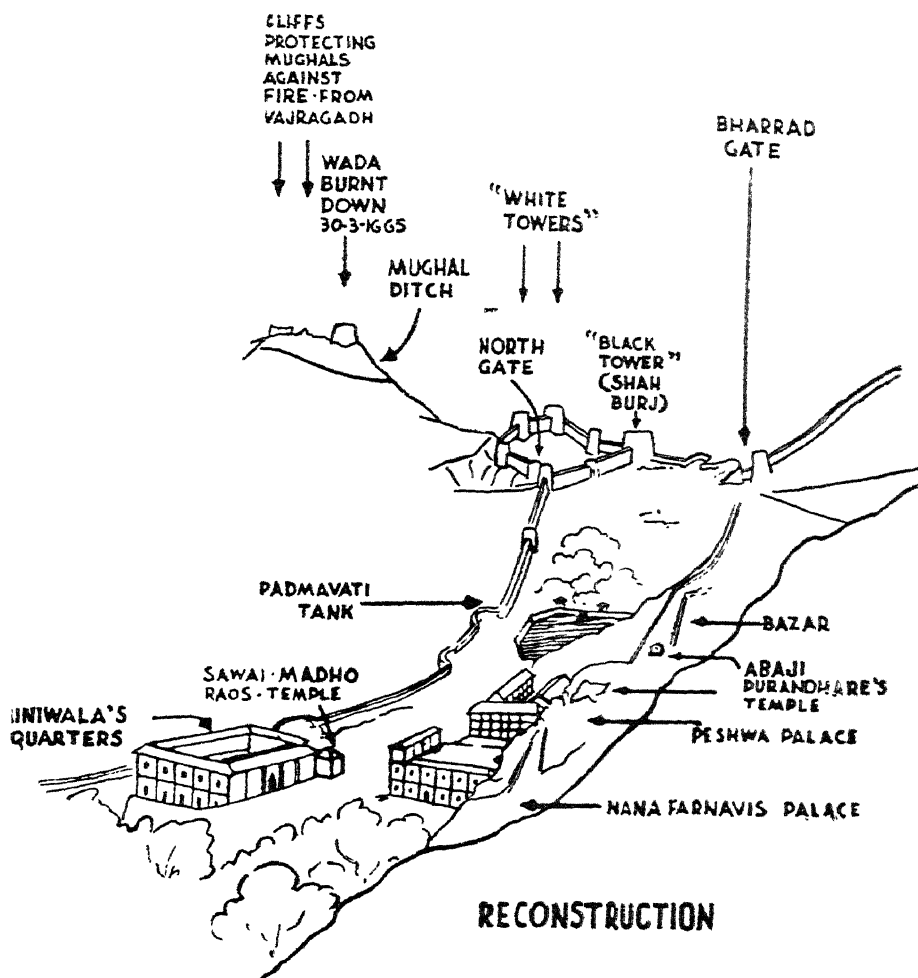 CLIFFS
PROTECTING
MUGHALS
AGAINST
FIRE·FROM
VAJRAGADH
WADA
BURNT
DOWN
30-3-1665
"WHITE
TOWERS"
BHARRAD
GATE
MUGHAL
DITCH
NORTH
GATE
"BLACK
TOWER"
(SHAH
BURJ)
PADMAVATI
TANK
BAZAR
SAWAI·MADHO
RAOS·TEMPLE
ABAJI
PURANDHARE'S
TEMPLE
INIWALA'S
QUARTERS
PESHWA PALACE
NANA FARNAVIS PALACE
RECONSTRUCTION